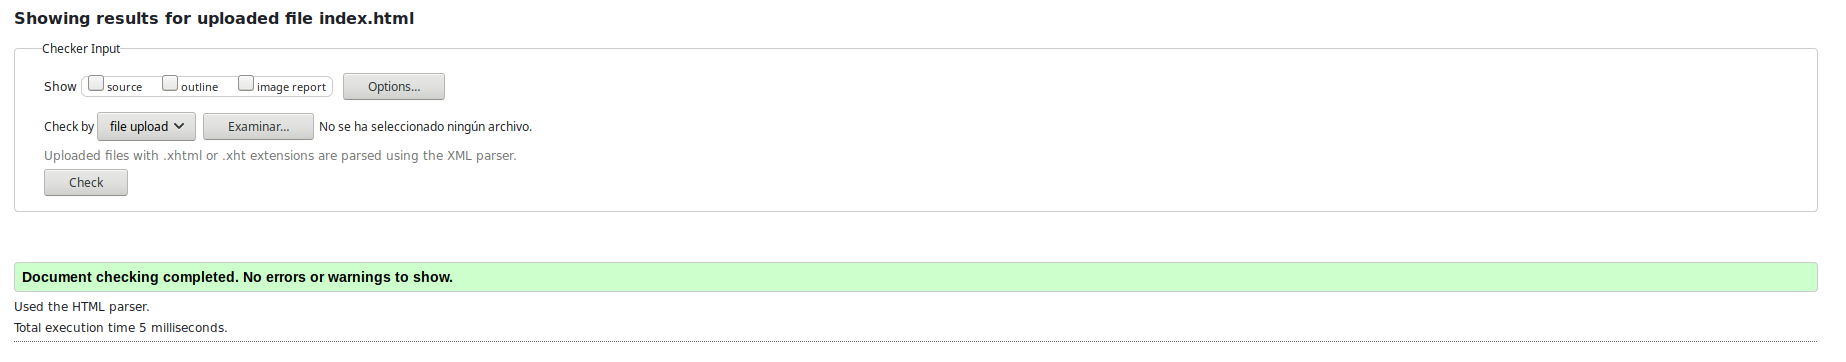 Showing results for uploaded file index.html
Checker Input
Show source outline image report Options...
Check by file upload Examinar... No se ha seleccionado ningún archivo.
Uploaded files with .xhtml or .xht extensions are parsed using the XML parser.
Check
Document checking completed. No errors or warnings to show.
Used the HTML parser.
Total execution time 5 milliseconds.